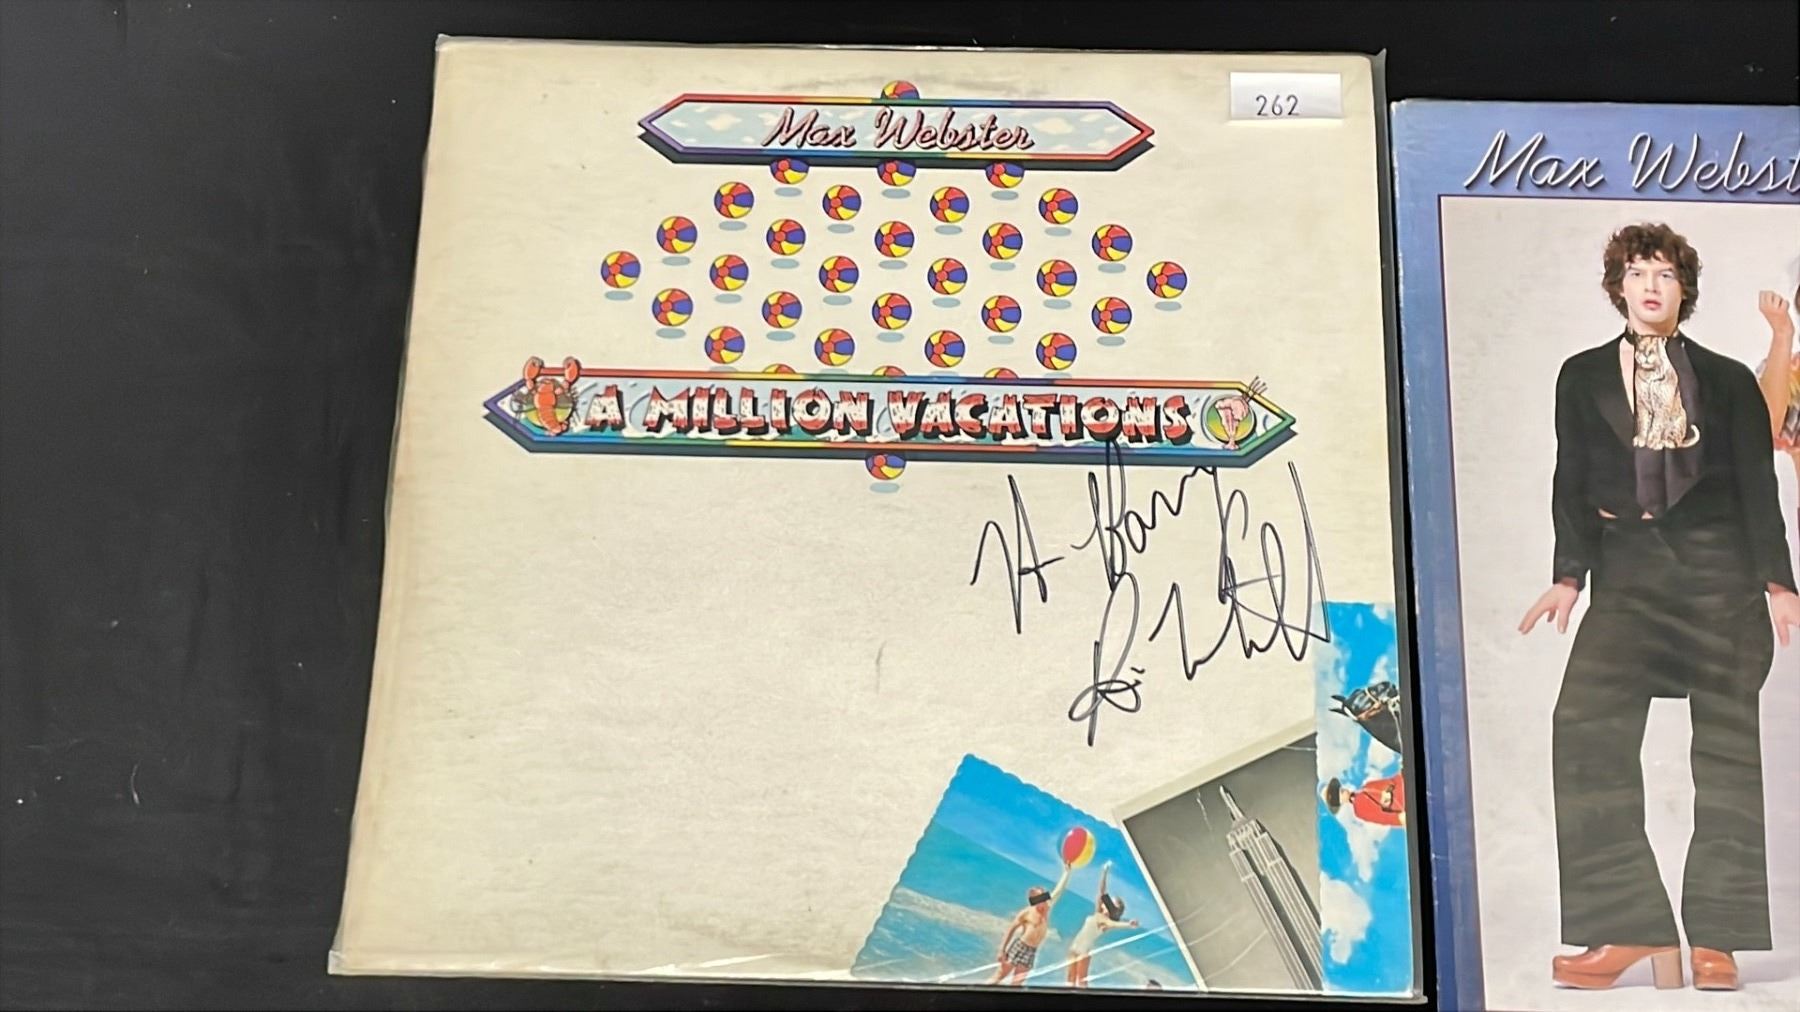 Max Webster
262
A MILLION VACATIONS
Max Webst